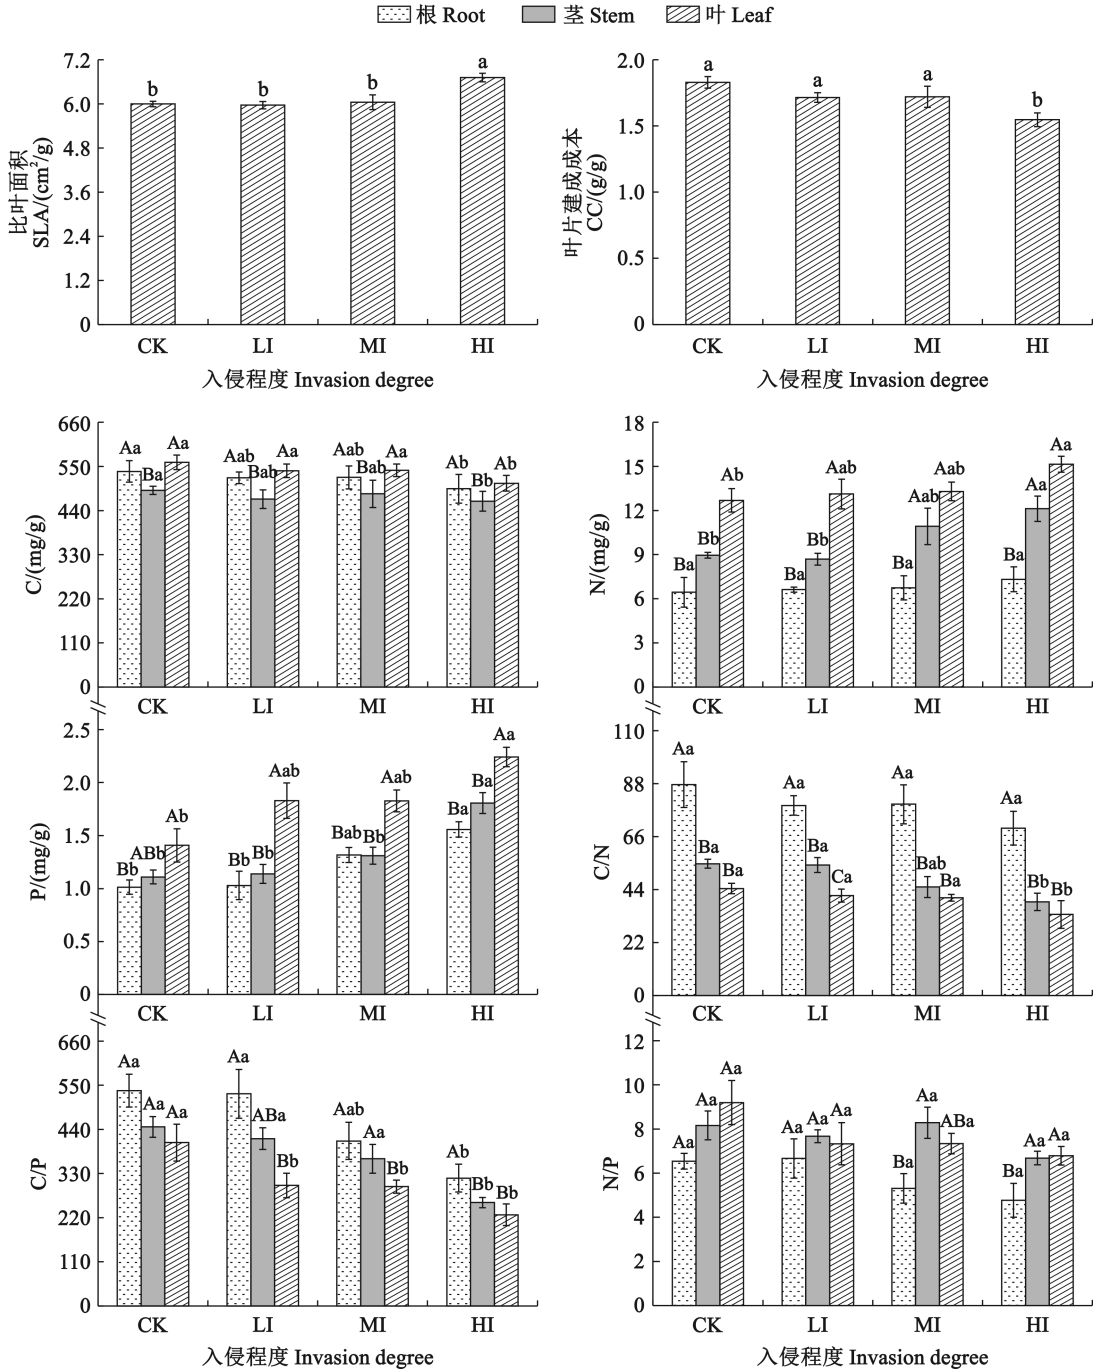 根 Root 茎 Stem 叶 Leaf
比叶面积
SLA/(cm²/g)
7.2
6.0
4.8
3.6
2.4
1.2
0
b b b a
CK LI MI HI
入侵程度 Invasion degree
叶片建成成本
CC/(g/g)
2.0
1.5
1.0
0.5
0
a a a b
CK LI MI HI
入侵程度 Invasion degree
C/(mg/g)
660
550
440
330
220
110
0
Aa Ba Aa Aab Bab Aa Aab Bab Aa Ab Bb Ab
CK LI MI HI
N/(mg/g)
18
15
12
9
6
3
0
Ba Bb Ab Ba Bb Aab Ba Aab Aab Ba Aa Aa
CK LI MI HI
P/(mg/g)
2.5
2.0
1.5
1.0
0.5
0
Bb ABb Ab Bb Bb Aab Bab Bb Aab Ba Ba Aa
CK LI MI HI
C/N
110
88
66
44
22
0
Aa Ba Ba Aa Ba Ca Aa Bab Ba Aa Bb Bb
CK LI MI HI
C/P
660
550
440
330
220
110
0
Aa Aa Aa Aa ABa Bb Aab Aa Bb Ab Bb Bb
CK LI MI HI
入侵程度 Invasion degree
N/P
12
10
8
6
4
2
0
Aa Aa Aa Aa Aa Aa Ba Aa ABa Ba Aa Aa
CK LI MI HI
入侵程度 Invasion degree